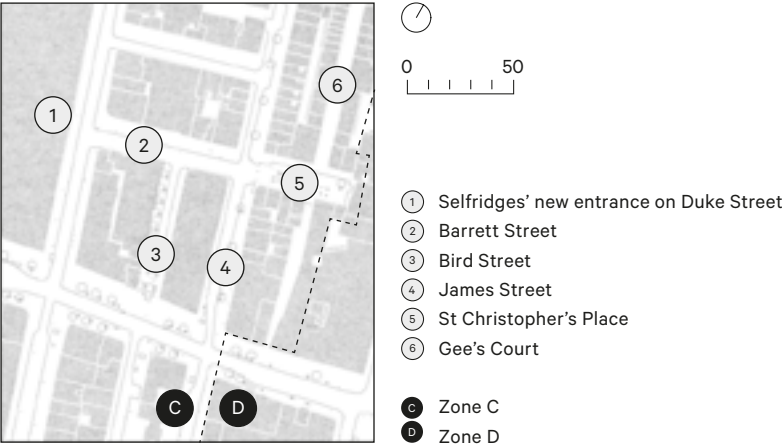 0 50
6
1
2
5
3
4
C D
1 Selfridges’ new entrance on Duke Street
2 Barrett Street
3 Bird Street
4 James Street
5 St Christopher’s Place
6 Gee’s Court
C Zone C
D Zone D